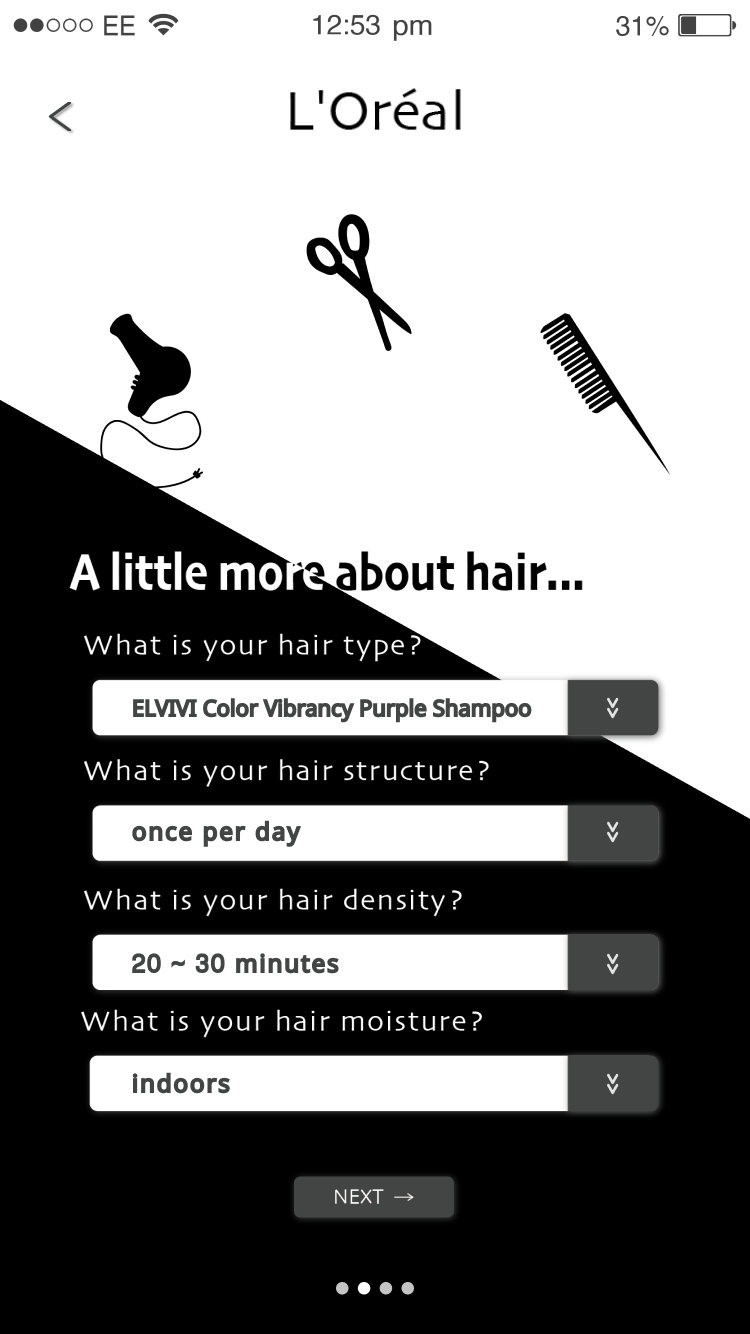 EE 12:53 pm 31%
L'Oréal
A little more about hair...
What is your hair type?
ELVIVI Color Vibrancy Purple Shampoo
What is your hair structure?
once per day
What is your hair density?
20 ~ 30 minutes
What is your hair moisture?
indoors
NEXT →